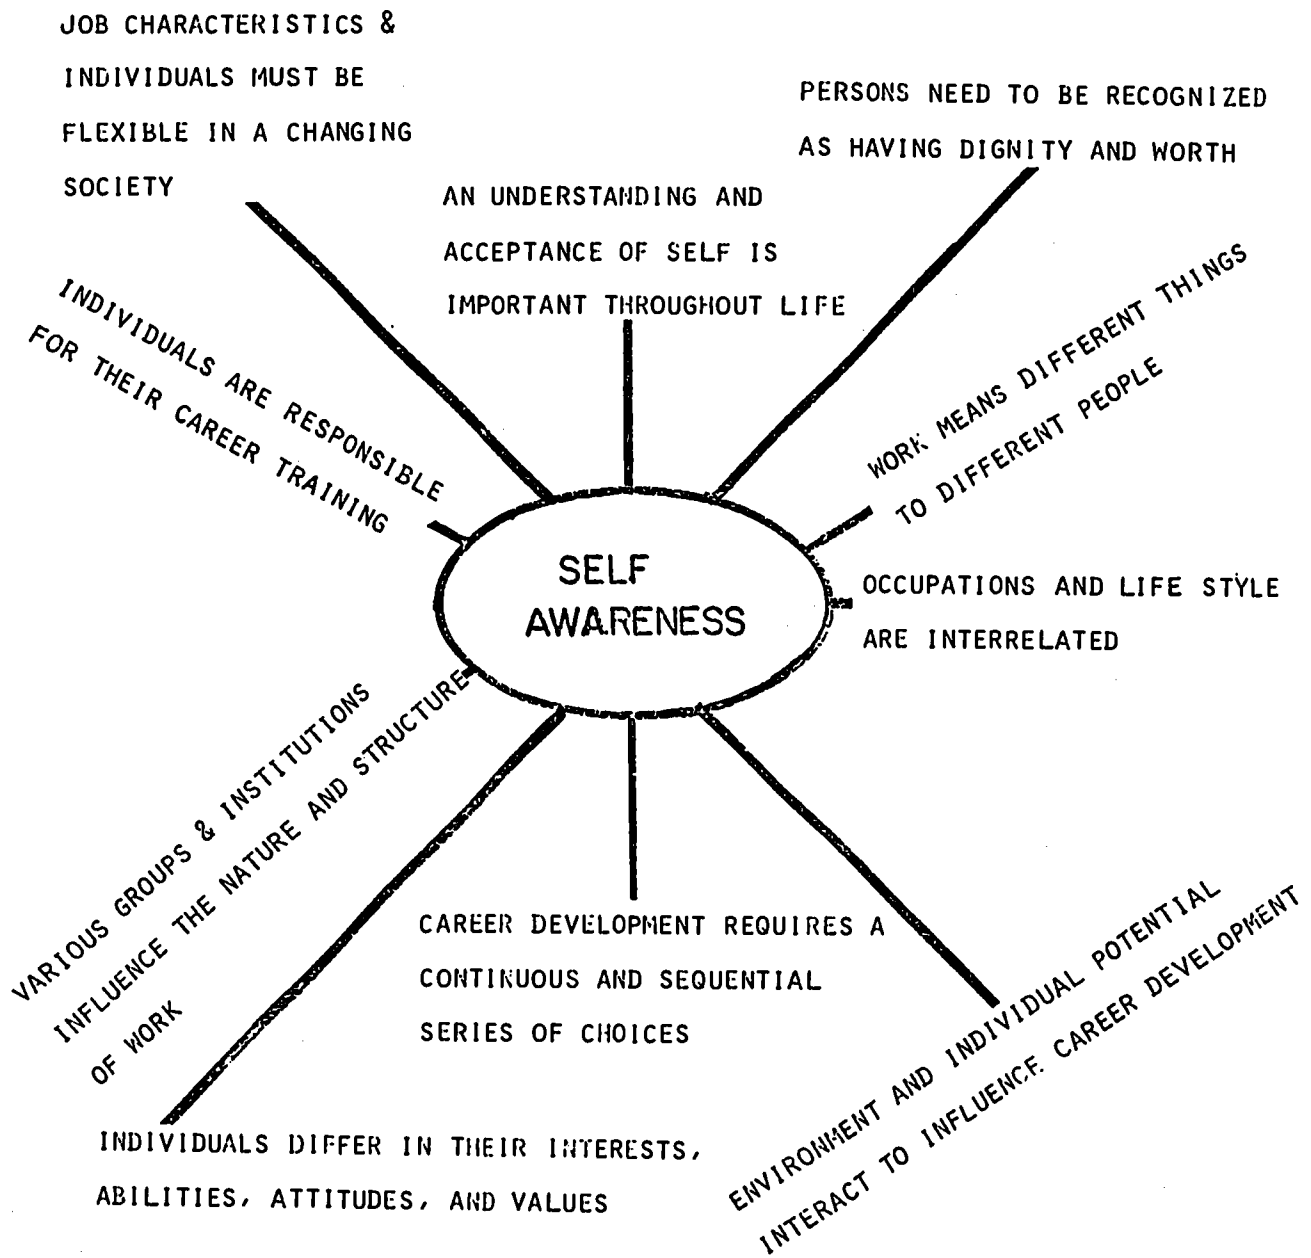 JOB CHARACTERISTICS &
INDIVIDUALS MUST BE
FLEXIBLE IN A CHANGING
SOCIETY
PERSONS NEED TO BE RECOGNIZED
AS HAVING DIGNITY AND WORTH
AN UNDERSTANDING AND
ACCEPTANCE OF SELF IS
IMPORTANT THROUGHOUT LIFE
INDIVIDUALS ARE RESPONSIBLE
FOR THEIR CAREER TRAINING
WORK MEANS DIFFERENT THINGS
TO DIFFERENT PEOPLE
SELF
AWARENESS
OCCUPATIONS AND LIFE STYLE
ARE INTERRELATED
VARIOUS GROUPS & INSTITUTIONS
INFLUENCE THE NATURE AND STRUCTURE
OF WORK
CAREER DEVELOPMENT REQUIRES A
CONTINUOUS AND SEQUENTIAL
SERIES OF CHOICES
ENVIRONMENT AND INDIVIDUAL POTENTIAL
INTERACT TO INFLUENCE CAREER DEVELOPMENT
INDIVIDUALS DIFFER IN THEIR INTERESTS,
ABILITIES, ATTITUDES, AND VALUES